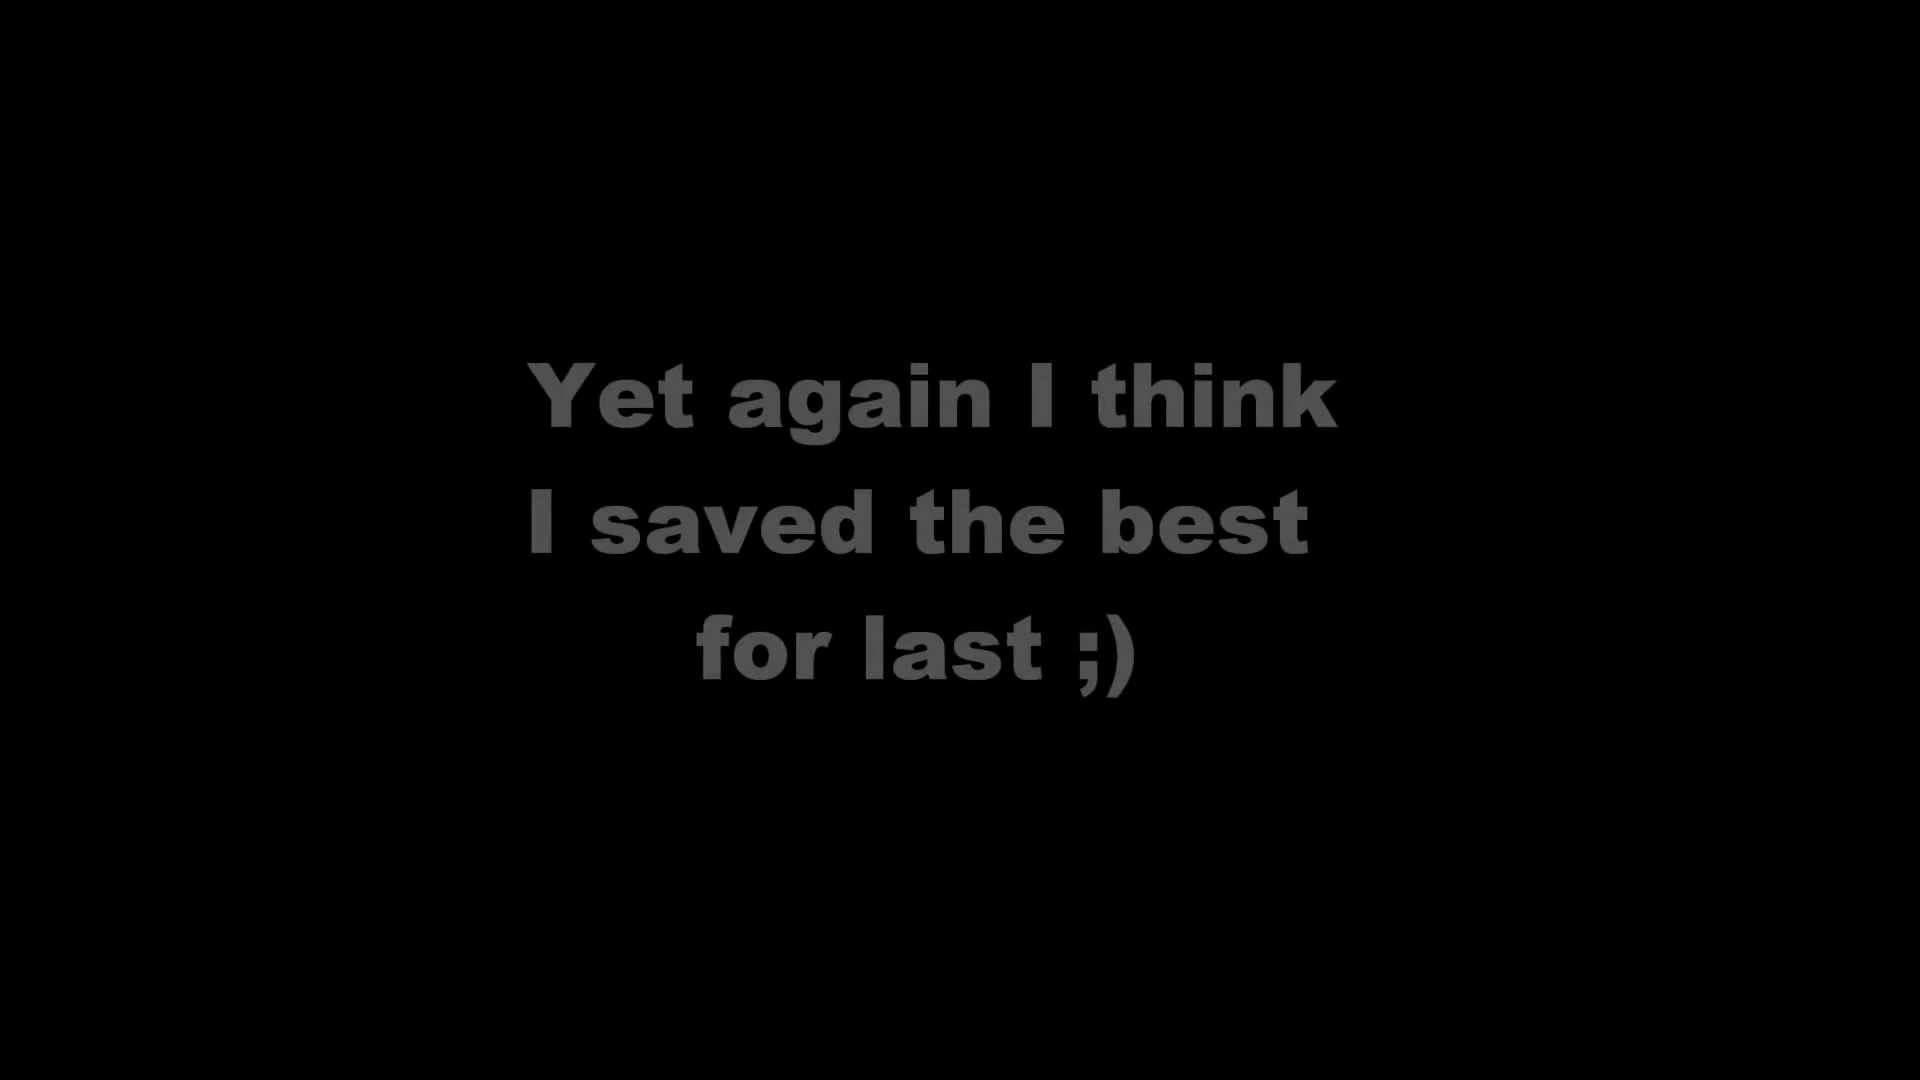 Yet again I think
I saved the best
for last ;)